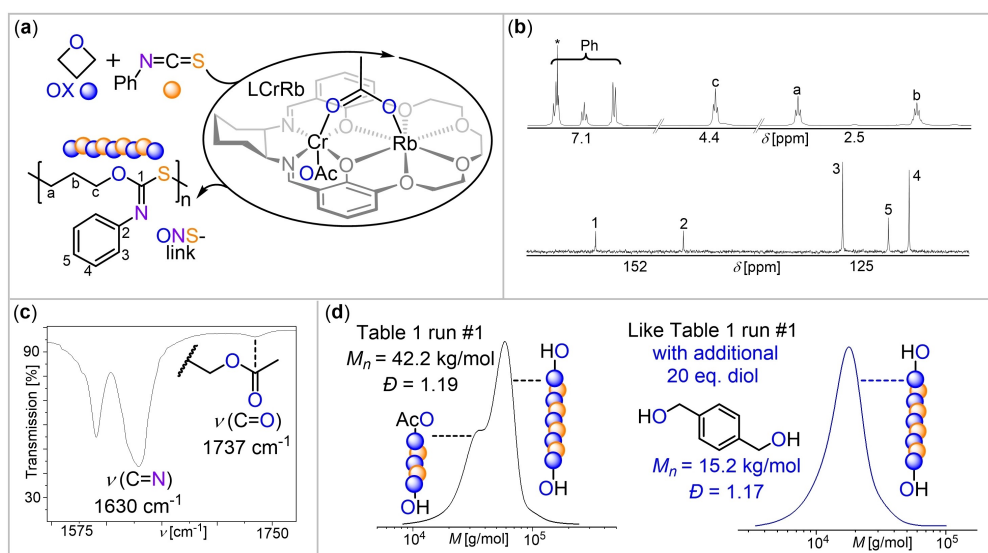 (a)
O
OX
+
N=C=S
Ph
LCrRb
O
O
N
Cr
O
Rb
O
O
N
OAc
O
O
O
O
S
n
a
b
c
1
N
2
3
4
5
ONS-
link
(b)
*
Ph
c
a
b
7.1
4.4
δ [ppm]
2.5
1
2
3
5
4
152
δ [ppm]
125
(c)
Transmission [%]
90
30
O
O
ν (C=O)
1737 cm-1
ν (C=N)
1630 cm-1
1575
ν [cm-1]
1750
(d)
Table 1 run #1
Mn = 42.2 kg/mol
Đ = 1.19
AcO
OH
HO
OH
10⁴
M [g/mol]
10⁵
Like Table 1 run #1
with additional
20 eq. diol
HO
OH
Mn = 15.2 kg/mol
Đ = 1.17
HO
OH
10⁴
M [g/mol]
10⁵